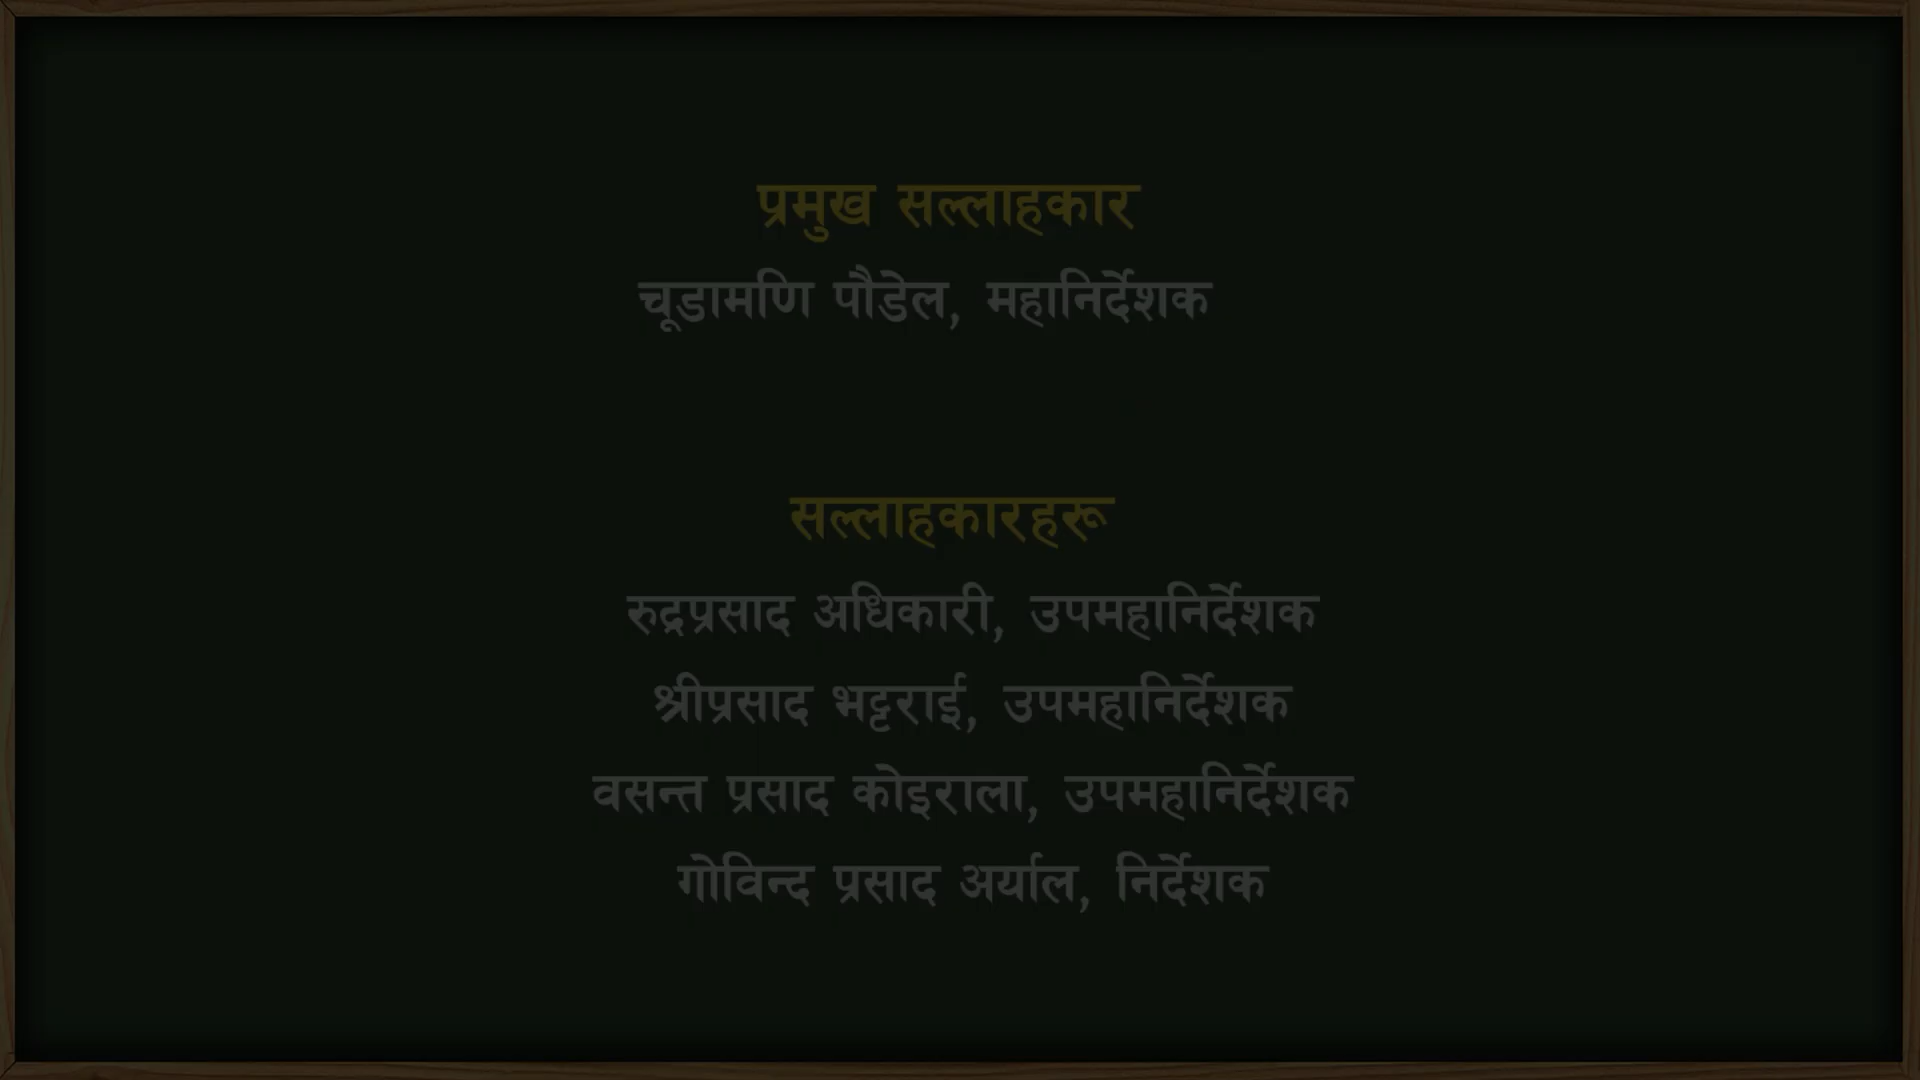 प्रमुख सल्लाहकार
चूडामणि पौडेल, महानिर्देशक
सल्लाहकारहरू
रुद्रप्रसाद अधिकारी, उपमहानिर्देशक
श्रीप्रसाद भट्टराई, उपमहानिर्देशक
वसन्त प्रसाद कोइराला, उपमहानिर्देशक
गोविन्द प्रसाद अर्याल, निर्देशक